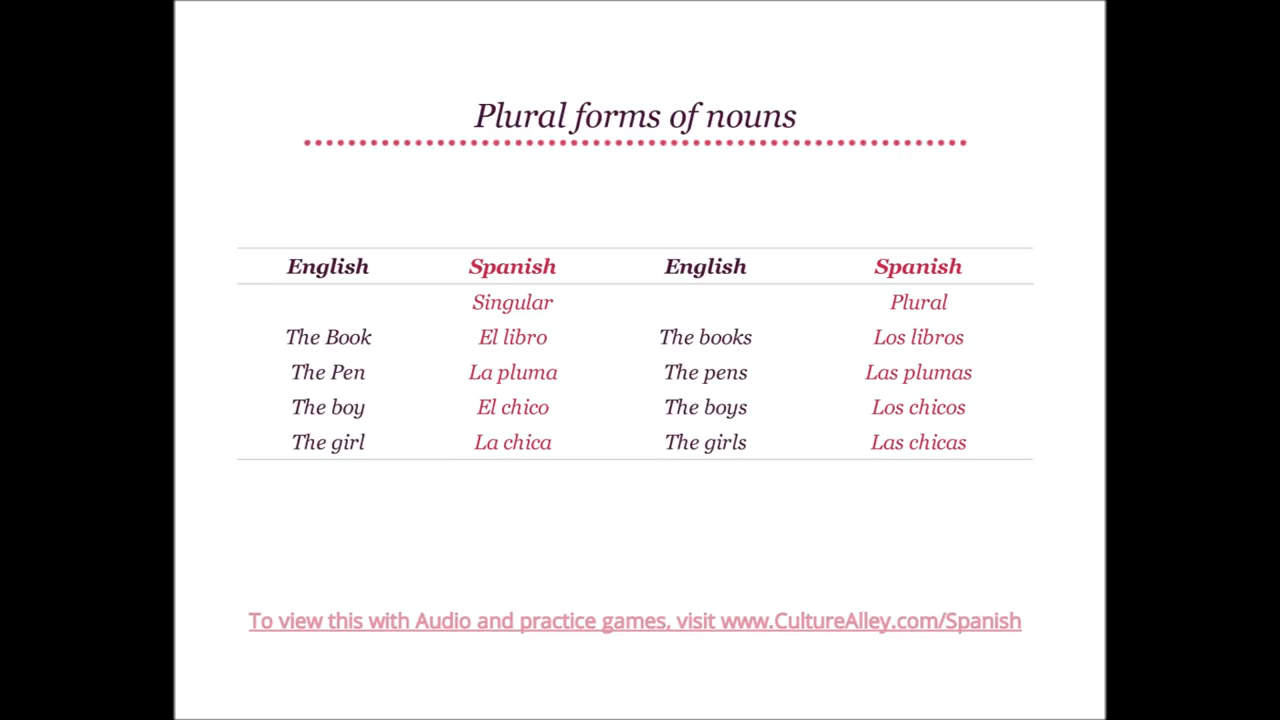 Plural forms of nouns
English Spanish English Spanish
Singular Plural
The Book El libro The books Los libros
The Pen La pluma The pens Las plumas
The boy El chico The boys Los chicos
The girl La chica The girls Las chicas
To view this with Audio and practice games, visit www.CultureAlley.com/Spanish